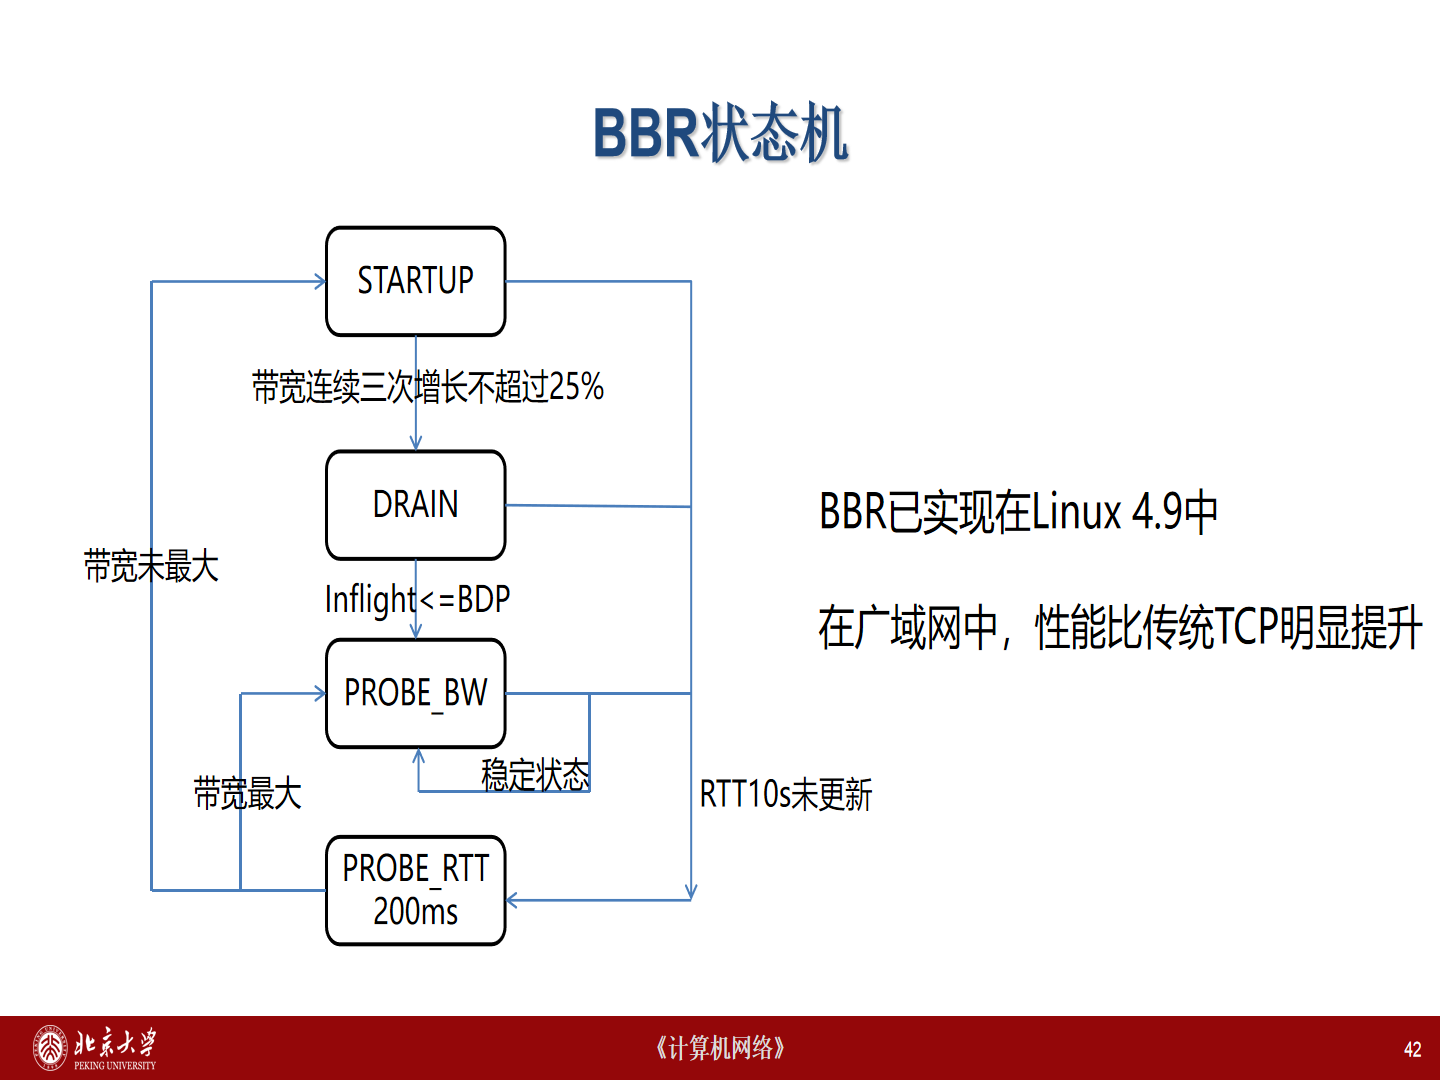 BBR状态机
STARTUP
带宽连续三次增长不超过25%
DRAIN
BBR已实现在Linux 4.9中
带宽未最大
Inflight<=BDP
在广域网中，性能比传统TCP明显提升
PROBE_BW
稳定状态
带宽最大
RTT10s未更新
PROBE_RTT
200ms
北京大学
PEKING UNIVERSITY
《计算机网络》
42